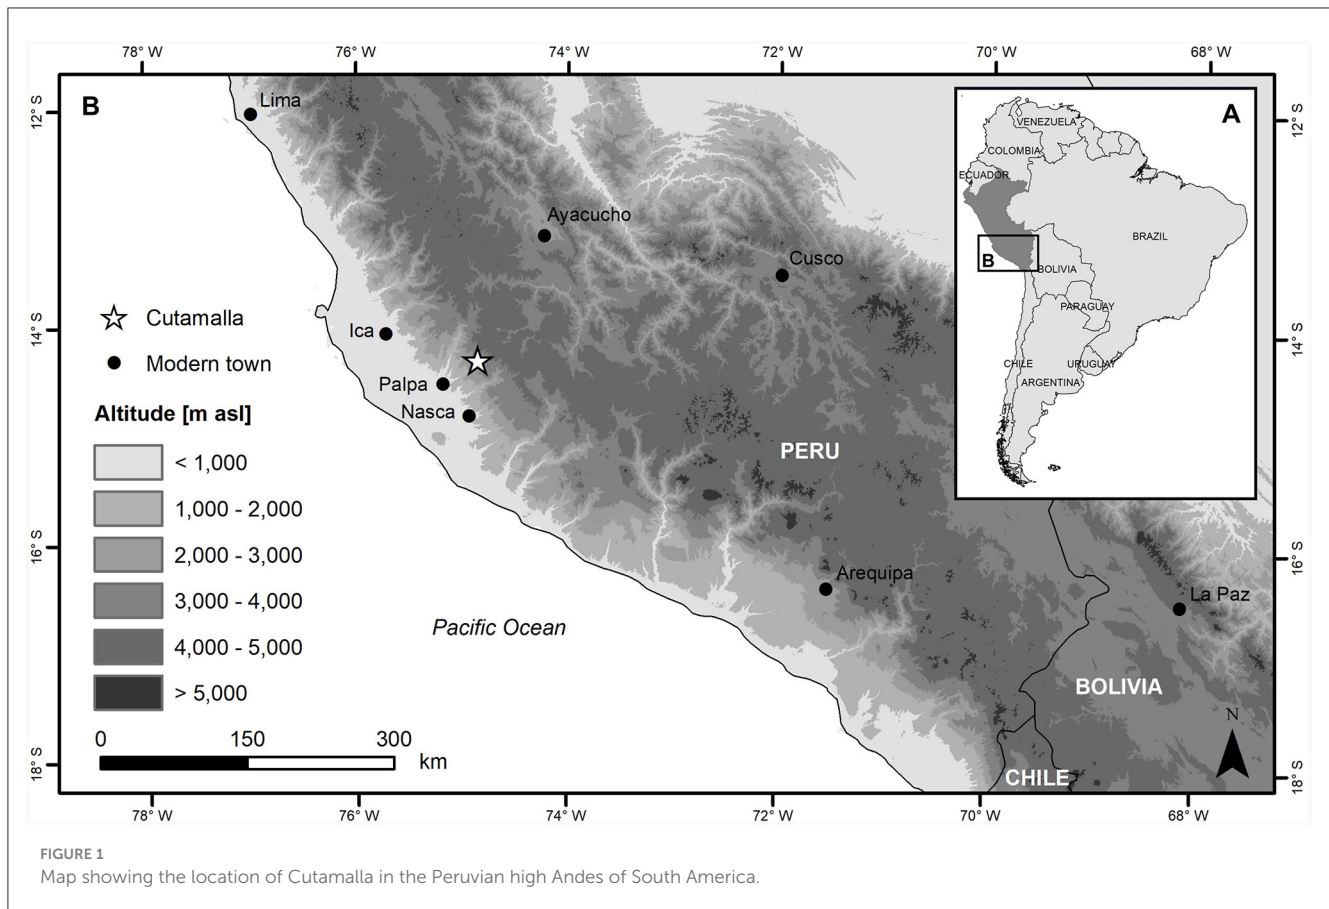 78° W 76° W 74° W 72° W 70° W 68° W
B
A
12° S
12° S
14° S
14° S
16° S
16° S
18° S
18° S
Lima
Ayacucho
Cusco
Ica
Palpa
Nasca
Arequipa
La Paz
PERU
BOLIVIA
CHILE
Pacific Ocean
VENEZUELA
COLOMBIA
ECUADOR
BRAZIL
B
BOLIVIA
PARAGUAY
CHILE
URUGUAY
ARGENTINA
Cutamalla
Modern town
Altitude [m asl]
< 1,000
1,000 - 2,000
2,000 - 3,000
3,000 - 4,000
4,000 - 5,000
> 5,000
0 150 300
km
N
78° W 76° W 74° W 72° W 70° W 68° W
FIGURE 1
Map showing the location of Cutamalla in the Peruvian high Andes of South America.